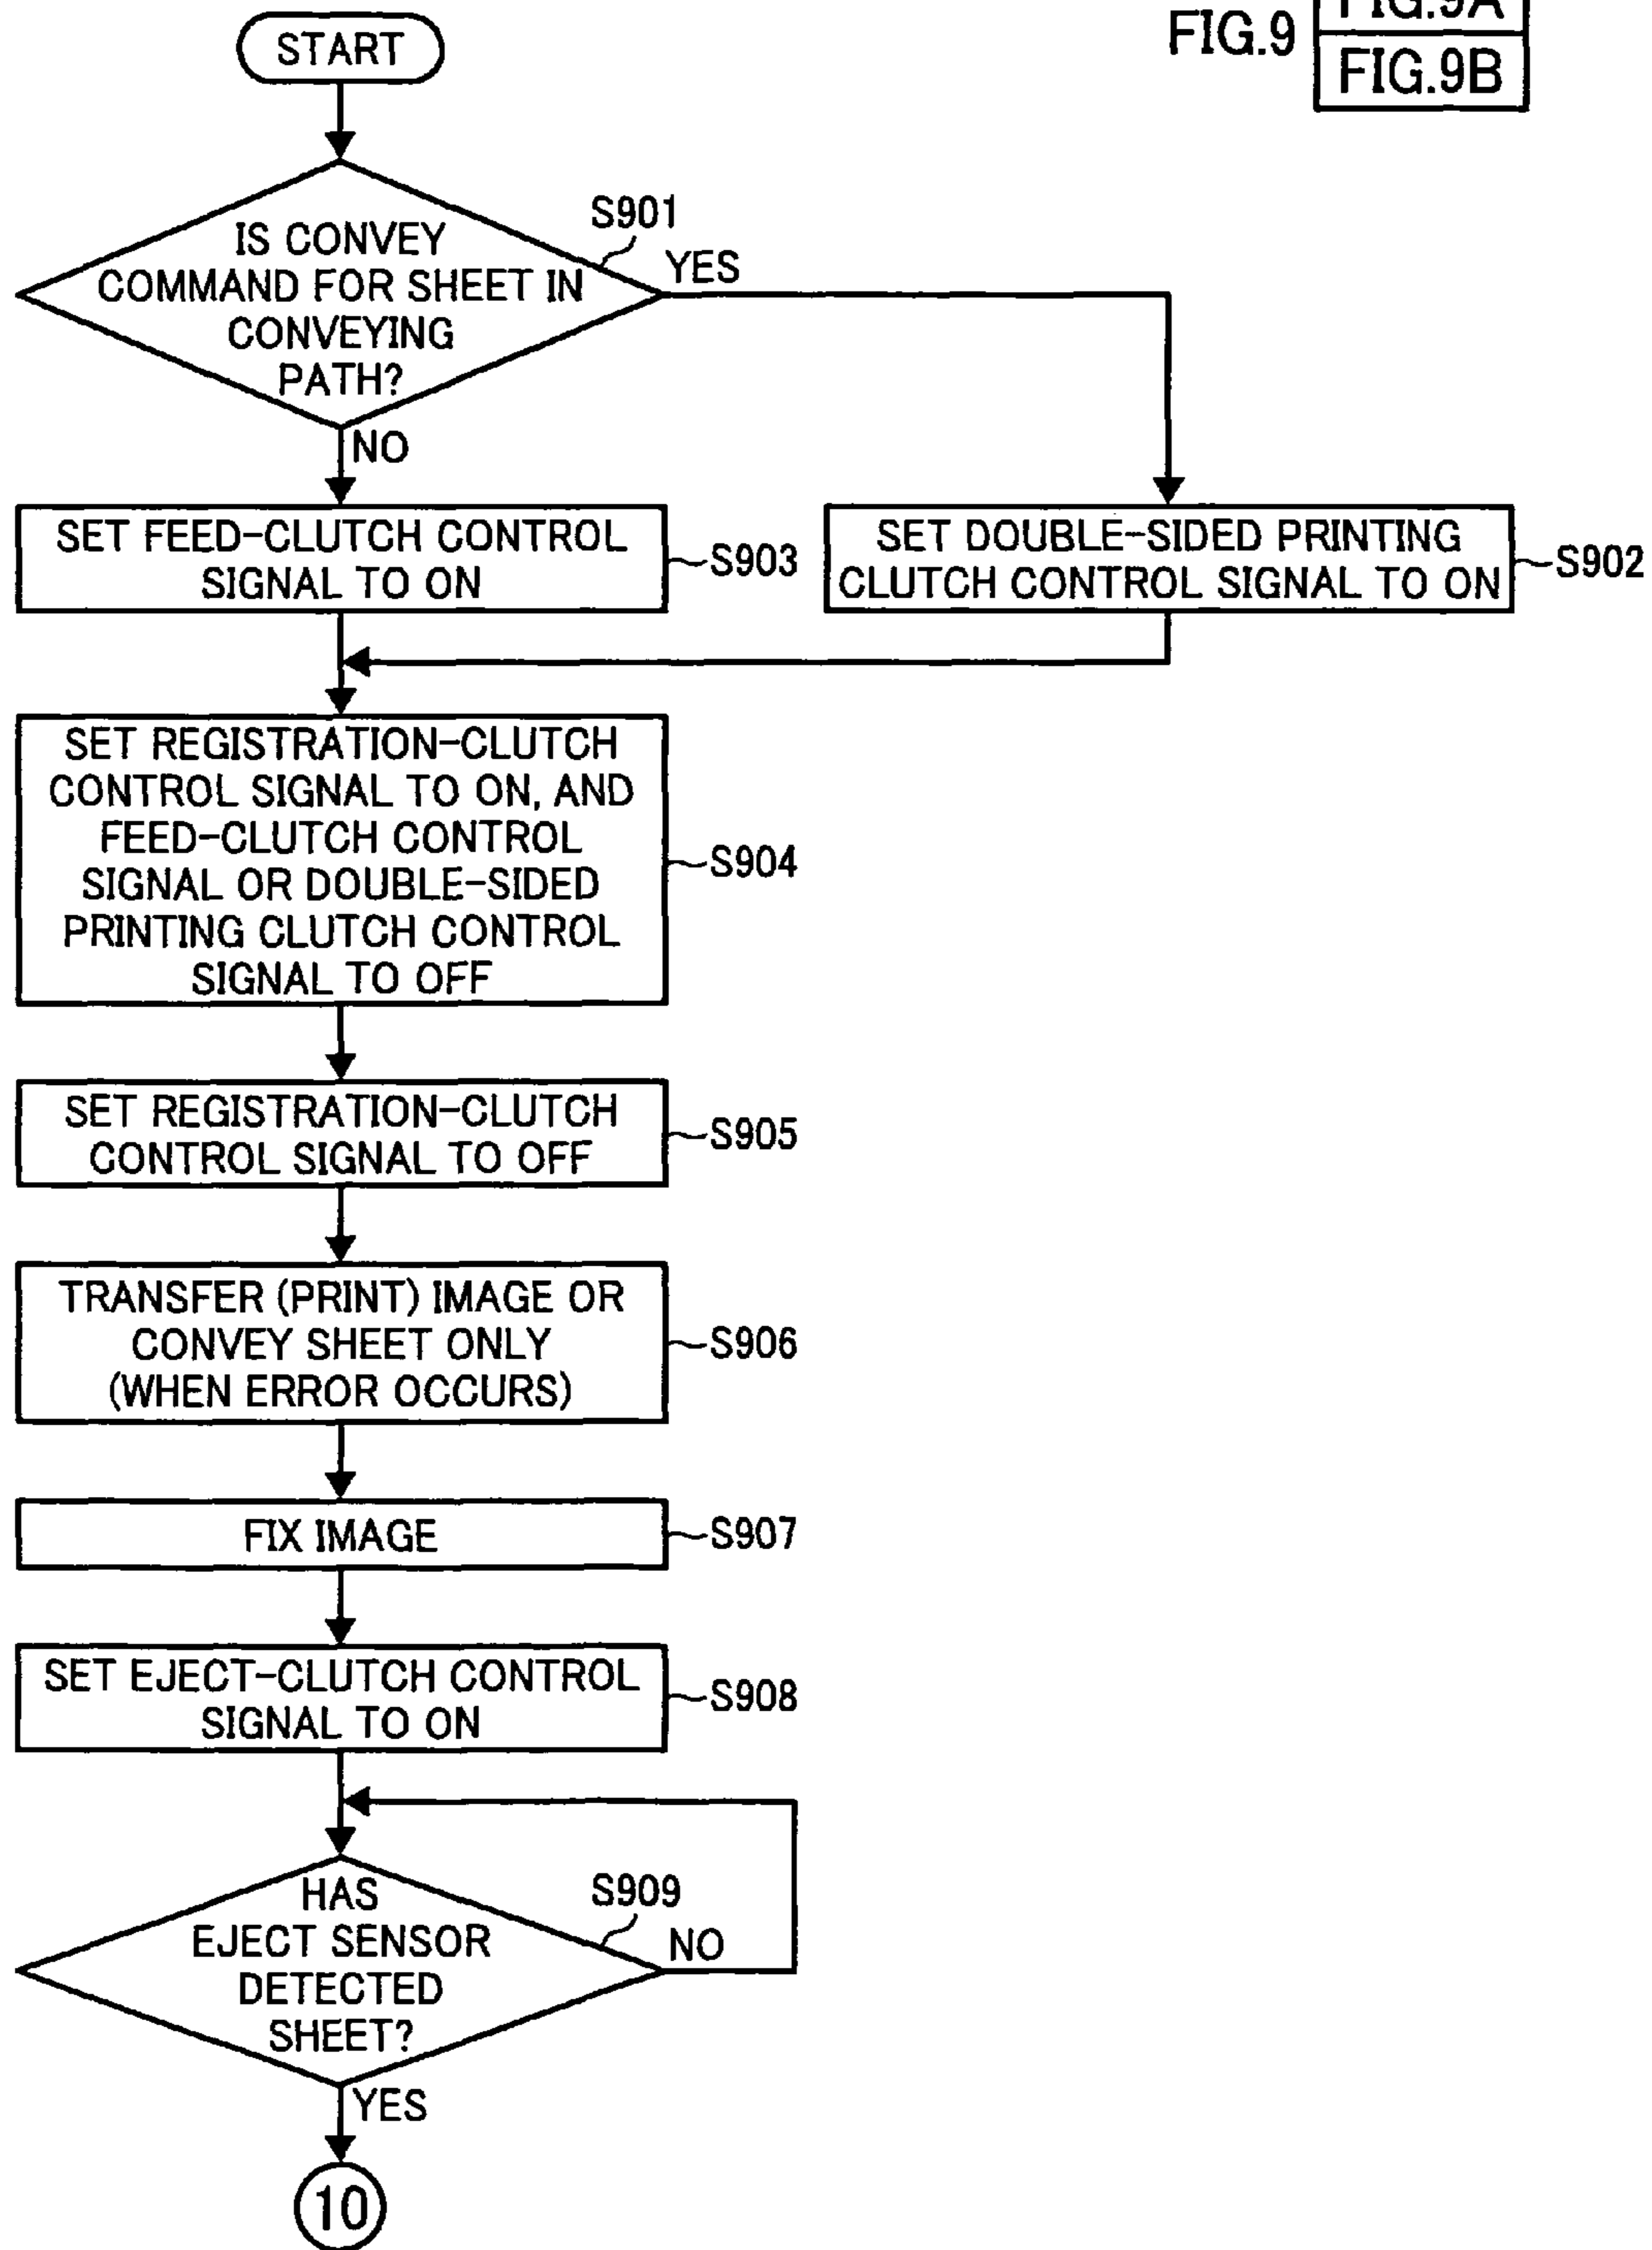 FIG.9
FIG.9A
FIG.9B
START
IS CONVEY
COMMAND FOR SHEET IN
CONVEYING
PATH?
S901
YES
NO
SET FEED-CLUTCH CONTROL
SIGNAL TO ON
S903
SET DOUBLE-SIDED PRINTING
CLUTCH CONTROL SIGNAL TO ON
S902
SET REGISTRATION-CLUTCH
CONTROL SIGNAL TO ON, AND
FEED-CLUTCH CONTROL
SIGNAL OR DOUBLE-SIDED
PRINTING CLUTCH CONTROL
SIGNAL TO OFF
S904
SET REGISTRATION-CLUTCH
CONTROL SIGNAL TO OFF
S905
TRANSFER (PRINT) IMAGE OR
CONVEY SHEET ONLY
(WHEN ERROR OCCURS)
S906
FIX IMAGE
S907
SET EJECT-CLUTCH CONTROL
SIGNAL TO ON
S908
HAS
EJECT SENSOR
DETECTED
SHEET?
S909
NO
YES
10